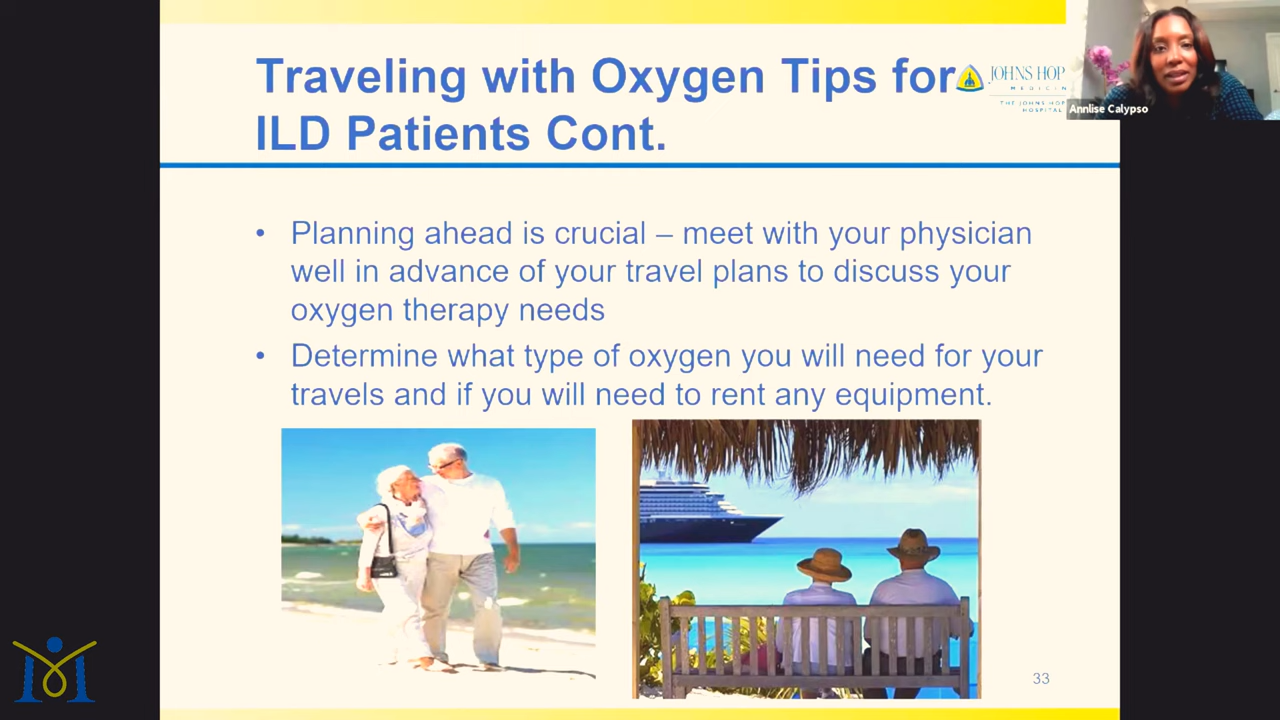 Traveling with Oxygen Tips for
ILD Patients Cont.
JOHNS HOP
MEDICIN
THE JOHNS HOP
HOSPITAL
Annlise Calypso
• Planning ahead is crucial – meet with your physician
well in advance of your travel plans to discuss your
oxygen therapy needs
• Determine what type of oxygen you will need for your
travels and if you will need to rent any equipment.
33